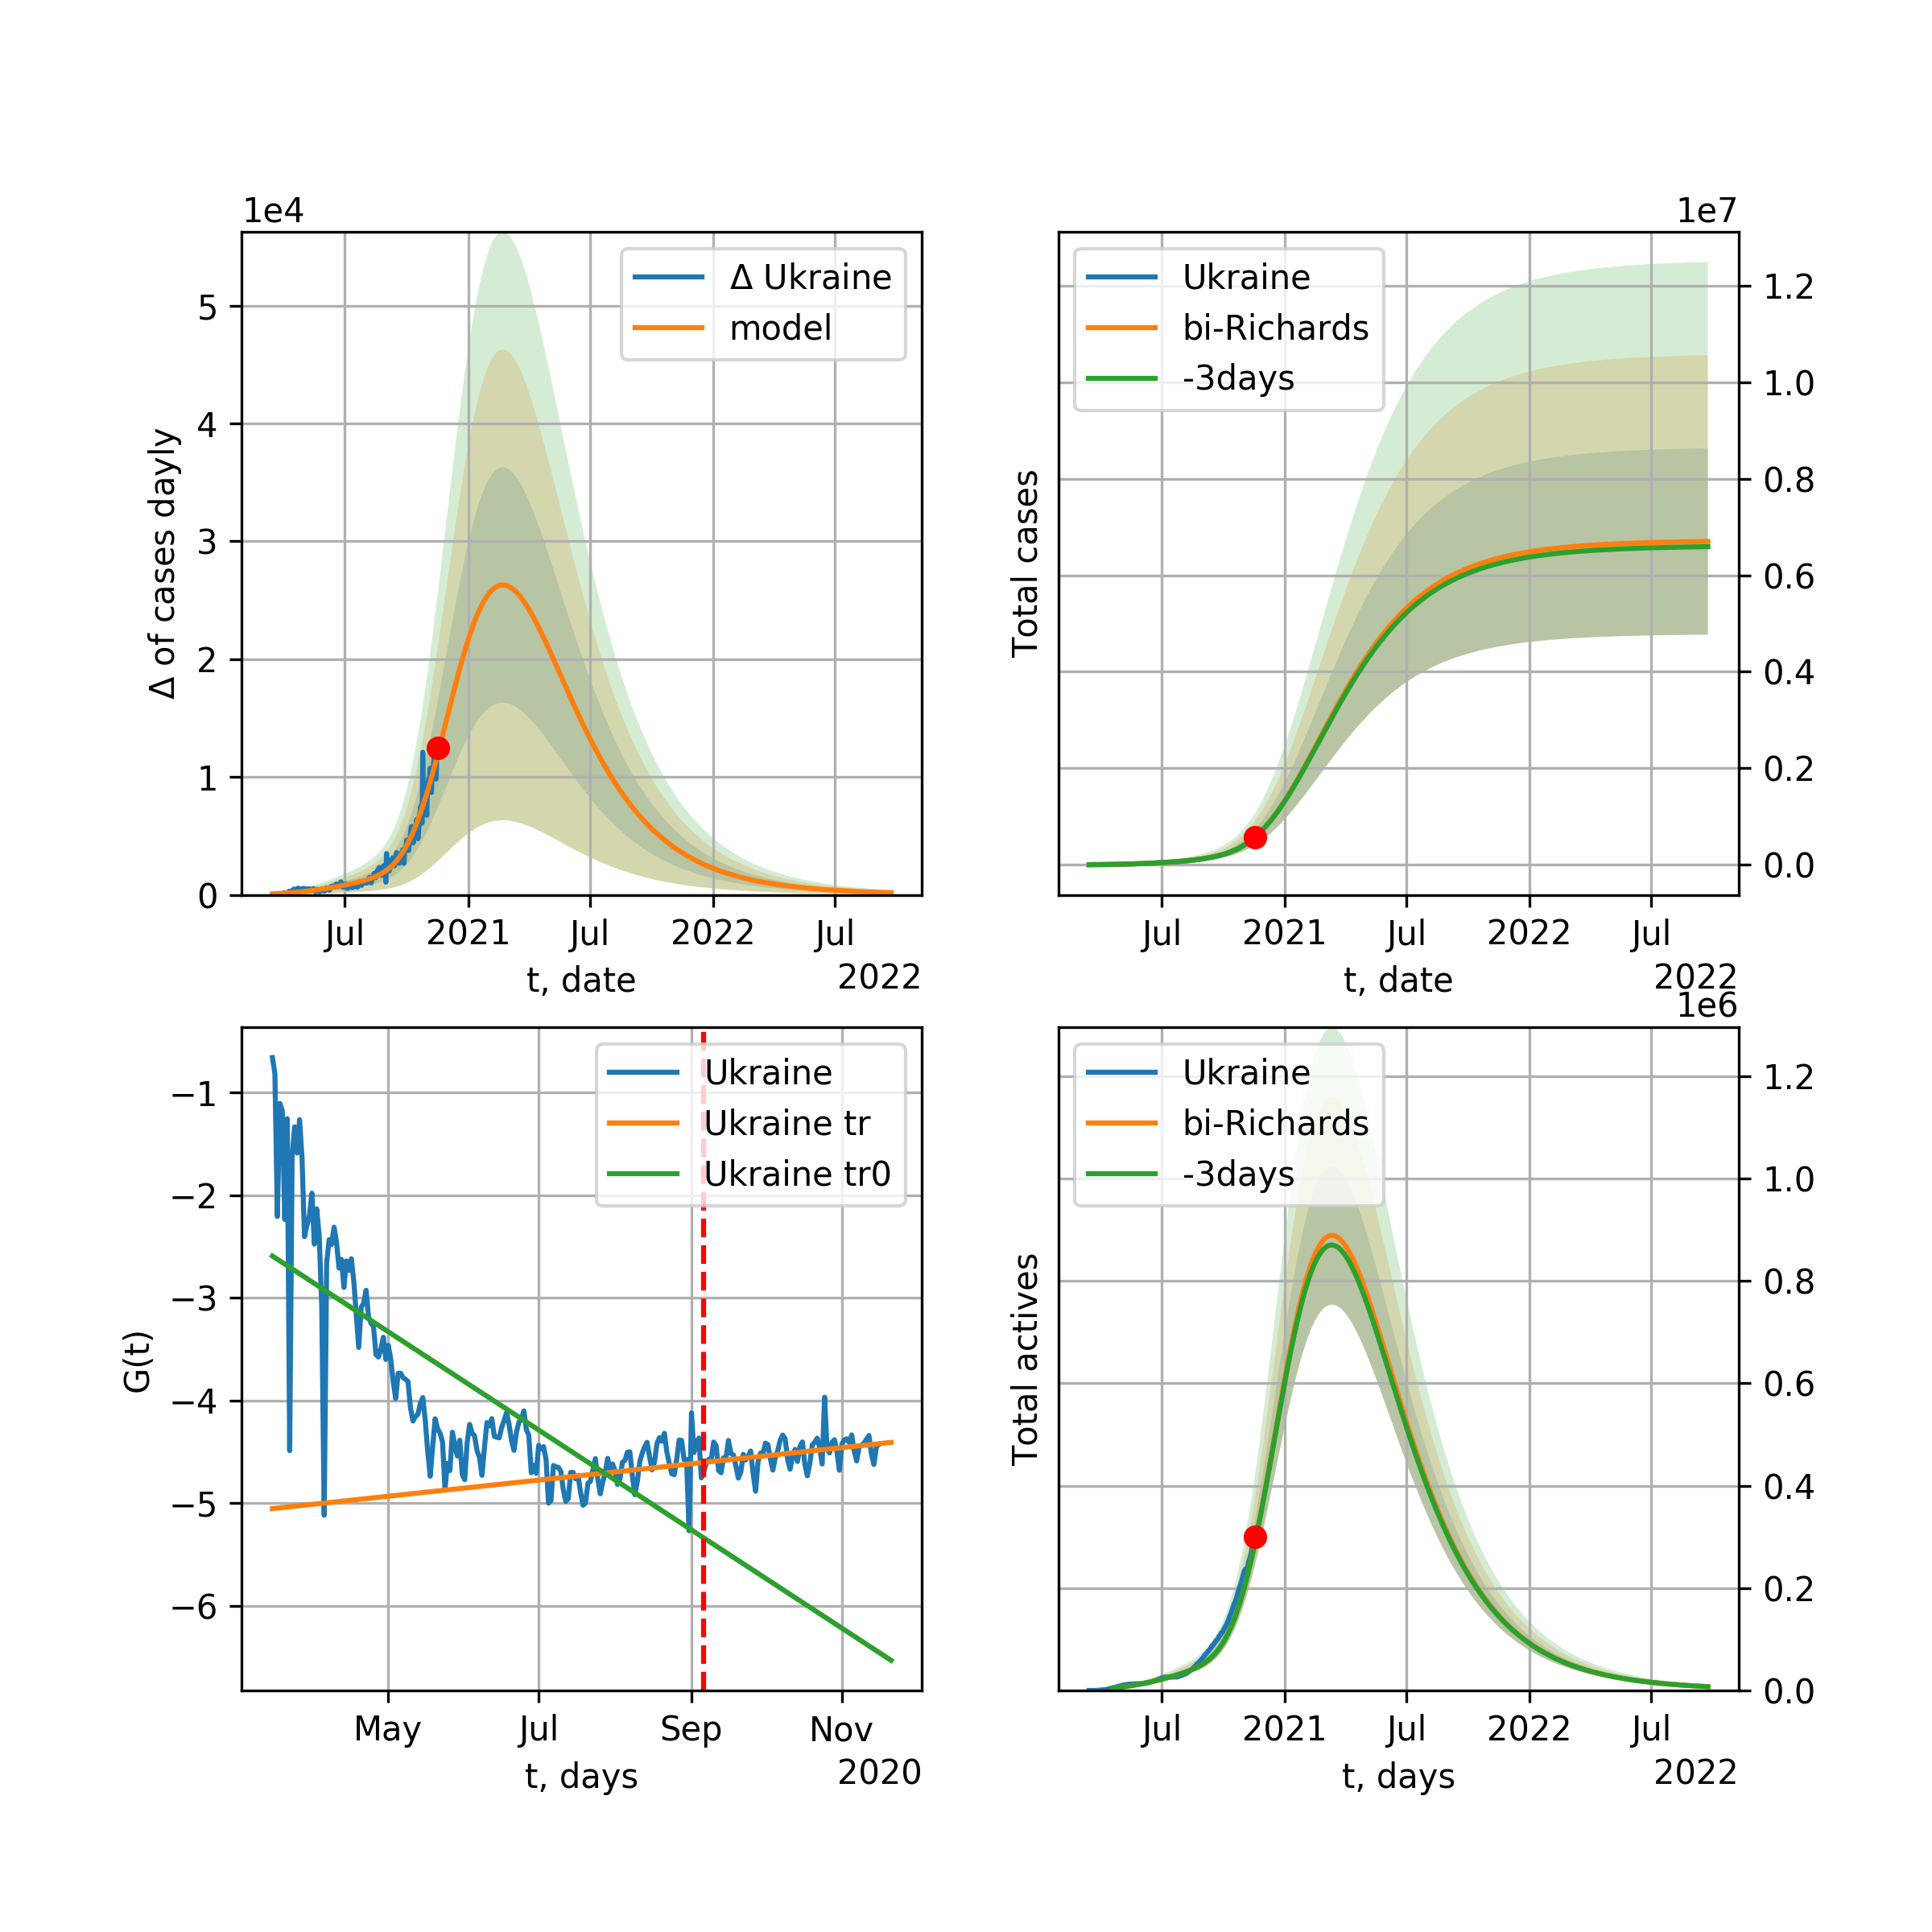 1e4
Δ of cases dayly
5
4
3
2
1
0
Δ Ukraine
model
Jul 2021 Jul 2022 Jul
t, date
2022
1e7
Total cases
Ukraine
bi-Richards
-3days
1.2
1.0
0.8
0.6
0.4
0.2
0.0
Jul 2021 Jul 2022 Jul
t, date
2022
G(t)
−1
−2
−3
−4
−5
−6
Ukraine
Ukraine tr
Ukraine tr0
May Jul Sep Nov
t, days
2020
1e6
Total actives
Ukraine
bi-Richards
-3days
1.2
1.0
0.8
0.6
0.4
0.2
0.0
Jul 2021 Jul 2022 Jul
t, days
2022